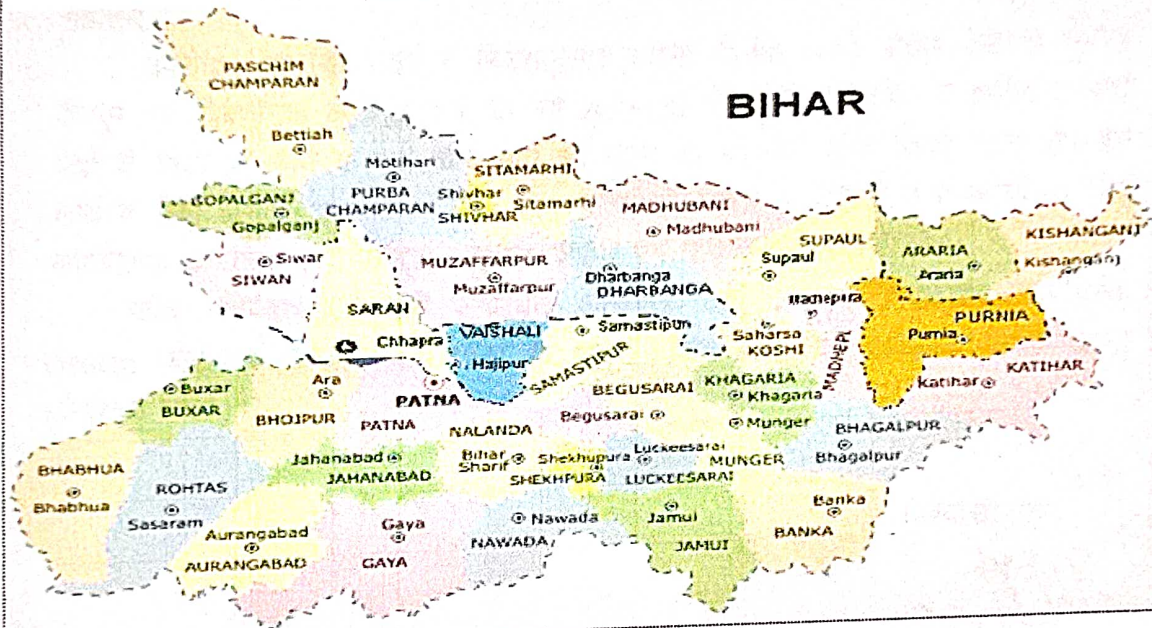 BIHAR
PASCHIM
CHAMPARAN
Bettiah
Motihari
PURBA
CHAMPARAN
SITAMARHI
Shivhar
Sitamarhi
SHIVHAR
GOPALGANJ
Gopalganj
MADHUBANI
Madhubani
SUPAUL
Supaul
ARARIA
Araria
KISHANGANJ
Kishanganj
Siwan
SIWAN
MUZAFFARPUR
Muzaffarpur
Dharbanga
DHARBANGA
SARAN
Chhapra
VAISHALI
Hajipur
Samastipur
SAMASTIPUR
Saharsa
KOSHI
MADHEPL
PURNIA
Purnia
KATIHAR
Katihar
Buxar
BUXAR
Ara
BHOJPUR
PATNA
PATNA
NALANDA
BEGUSARAI
Begusarai
KHAGARIA
Khagaria
Munger
MUNGER
BHAGALPUR
Bhagalpur
BHABHUA
Bhabhua
ROHTAS
Sasaram
Jahanabad
JAHANABAD
Bihar
Sharif
Shekhupura
SHEKHPURA
Luckeesarai
LUCKEESARAI
Aurangabad
AURANGABAD
Gaya
GAYA
Nawada
NAWADA
Jamui
JAMUI
Banka
BANKA